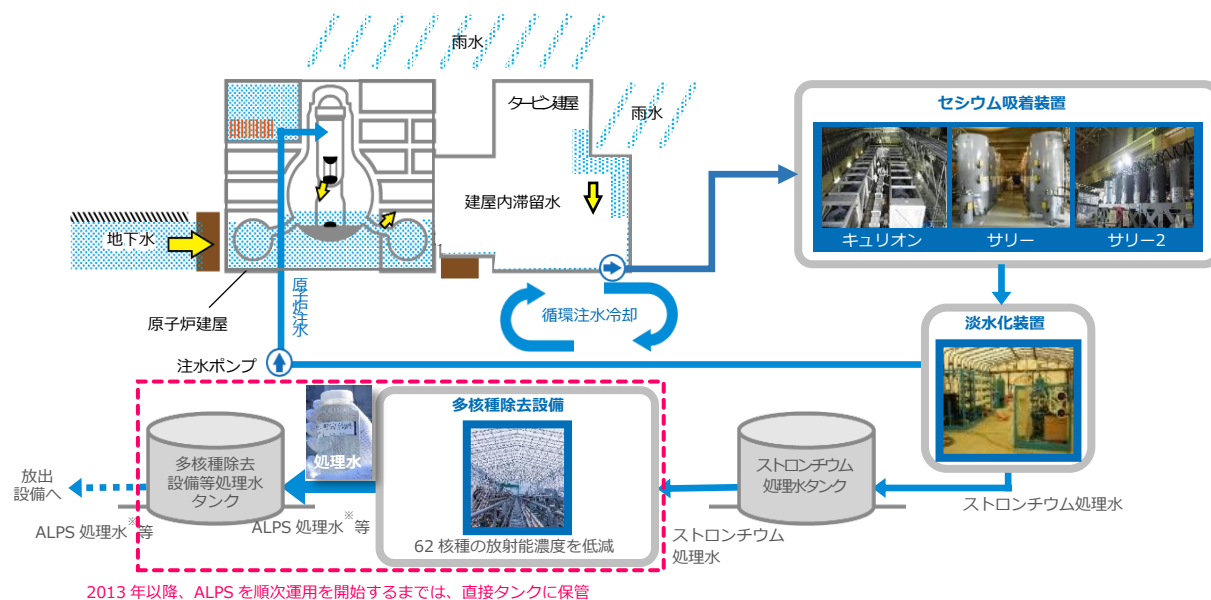 雨水
タービン建屋
雨水
セシウム吸着装置
キュリオン
サリー
サリー2
建屋内滞留水
地下水
原子炉建屋
原子炉注水
循環注水冷却
注水ポンプ
淡水化装置
多核種除去設備
処理水
多核種除去
設備等処理水
タンク
ストロンチウム
処理水タンク
放出
設備へ
ALPS 処理水※等
ALPS 処理水※等
62 核種の放射能濃度を低減
ストロンチウム
処理水
ストロンチウム処理水
2013 年以降、ALPS を順次運用を開始するまでは、直接タンクに保管